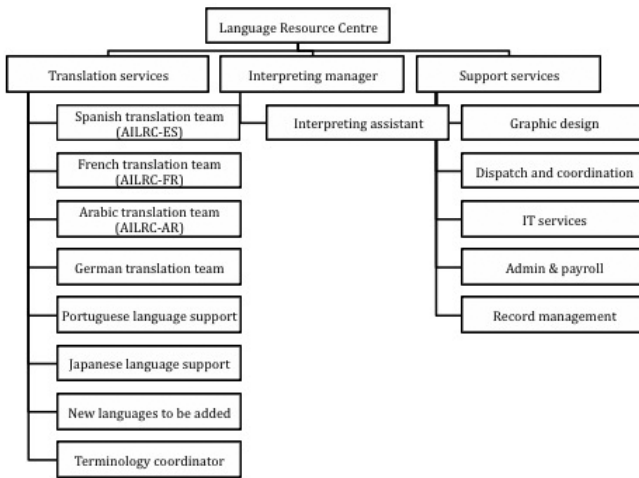 Language Resource Centre
Translation services
Interpreting manager
Support services
Spanish translation team
(AILRC-ES)
French translation team
(AILRC-FR)
Arabic translation team
(AILRC-AR)
German translation team
Portuguese language support
Japanese language support
New languages to be added
Terminology coordinator
Interpreting assistant
Graphic design
Dispatch and coordination
IT services
Admin & payroll
Record management